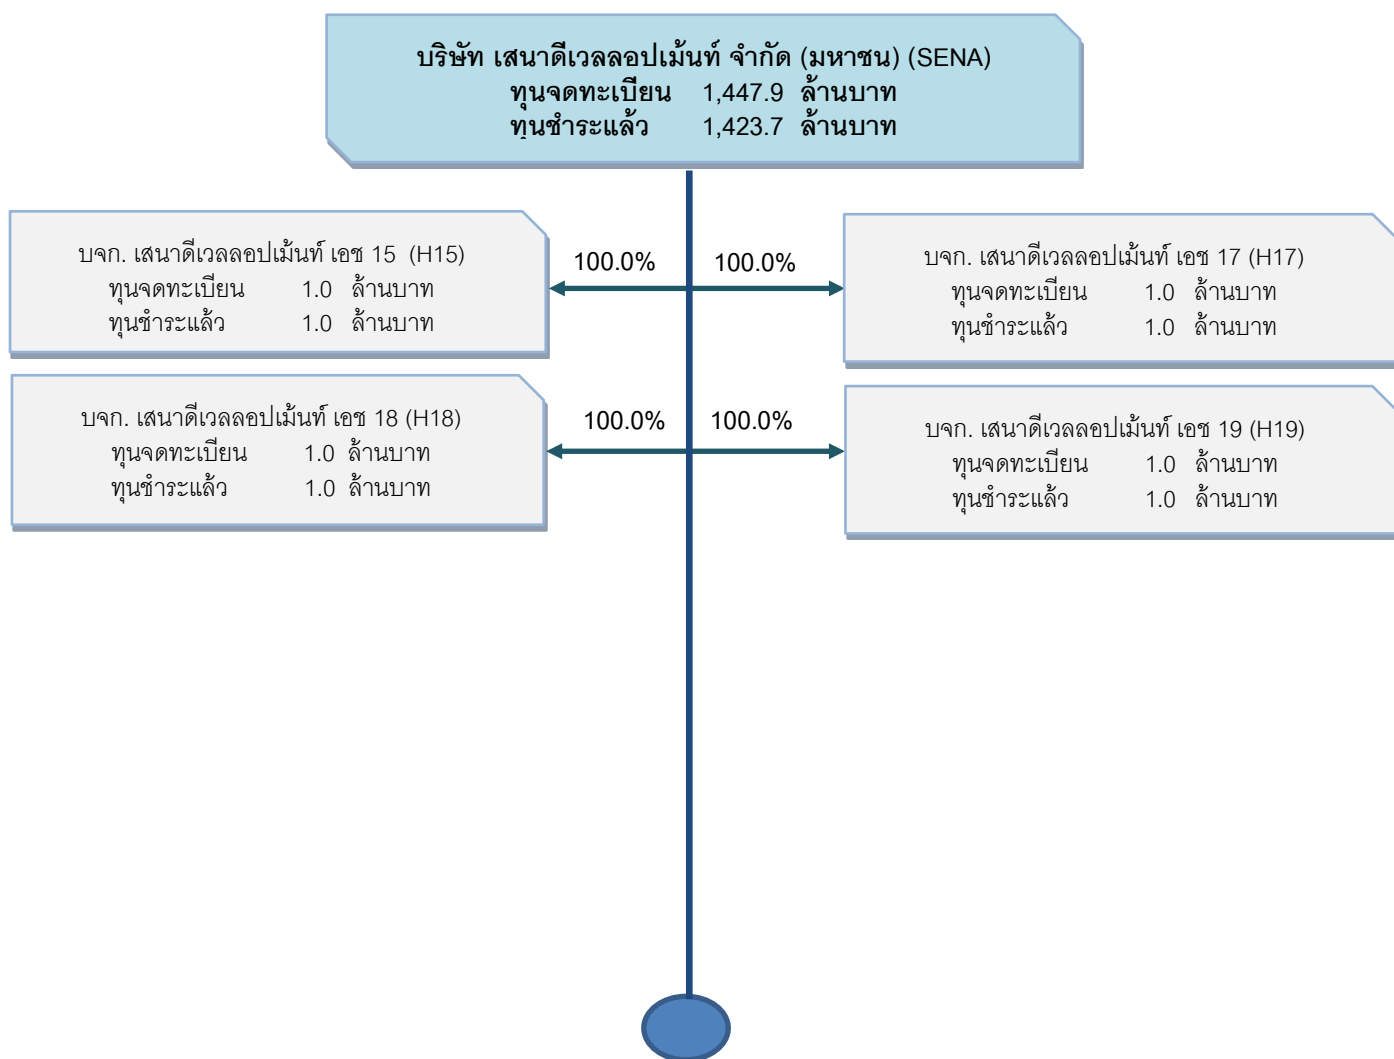 บริษัท เสนาดีเวลลอปเม้นท์ จำกัด (มหาชน) (SENA)
ทุนจดทะเบียน 1,447.9 ล้านบาท
ทุนชำระแล้ว 1,423.7 ล้านบาท
บจก. เสนาดีเวลลอปเม้นท์ เอช 15 (H15)
ทุนจดทะเบียน 1.0 ล้านบาท
ทุนชำระแล้ว 1.0 ล้านบาท
100.0% 100.0%
บจก. เสนาดีเวลลอปเม้นท์ เอช 17 (H17)
ทุนจดทะเบียน 1.0 ล้านบาท
ทุนชำระแล้ว 1.0 ล้านบาท
บจก. เสนาดีเวลลอปเม้นท์ เอช 18 (H18)
ทุนจดทะเบียน 1.0 ล้านบาท
ทุนชำระแล้ว 1.0 ล้านบาท
100.0% 100.0%
บจก. เสนาดีเวลลอปเม้นท์ เอช 19 (H19)
ทุนจดทะเบียน 1.0 ล้านบาท
ทุนชำระแล้ว 1.0 ล้านบาท